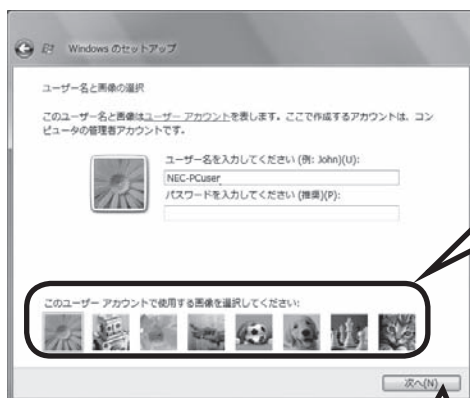 Windows のセットアップ
ユーザー名と画像の選択
このユーザー名と画像はユーザー アカウントを表します。ここで作成するアカウントは、コン
ピュータの管理者アカウントです。
ユーザー名を入力してください (例: John)(U):
NEC-PCuser
パスワードを入力してください (推奨)(P):
このユーザー アカウントで使用する画像を選択してください:
次へ(N)